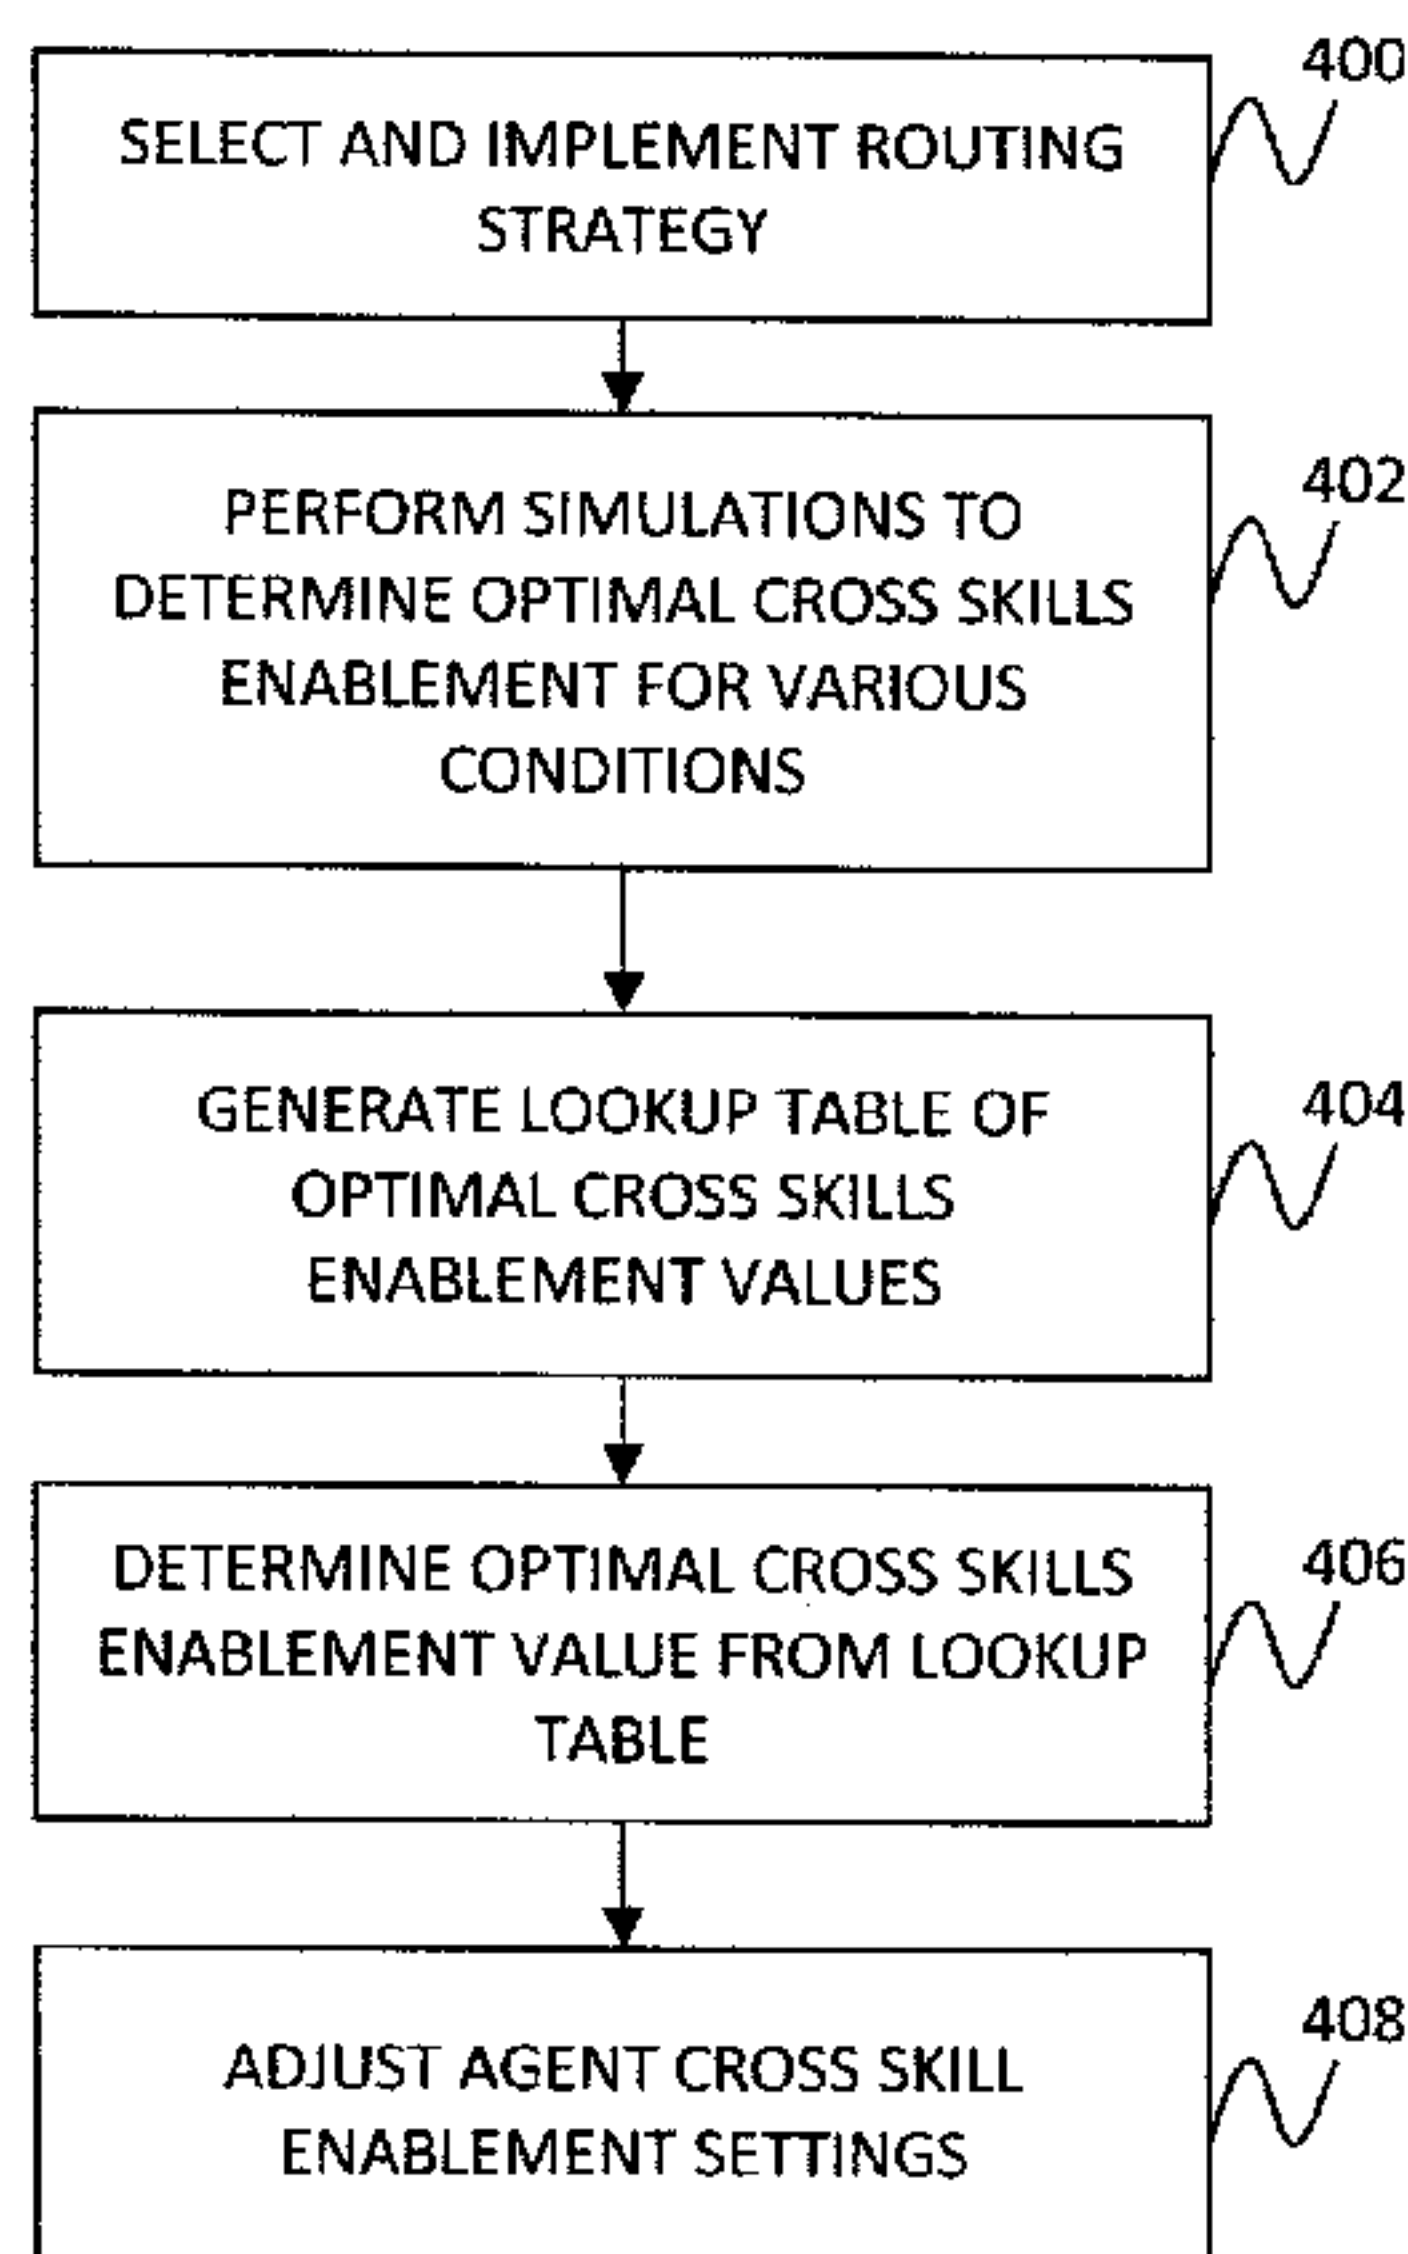 400
SELECT AND IMPLEMENT ROUTING
STRATEGY
402
PERFORM SIMULATIONS TO
DETERMINE OPTIMAL CROSS SKILLS
ENABLEMENT FOR VARIOUS
CONDITIONS
404
GENERATE LOOKUP TABLE OF
OPTIMAL CROSS SKILLS
ENABLEMENT VALUES
406
DETERMINE OPTIMAL CROSS SKILLS
ENABLEMENT VALUE FROM LOOKUP
TABLE
408
ADJUST AGENT CROSS SKILL
ENABLEMENT SETTINGS